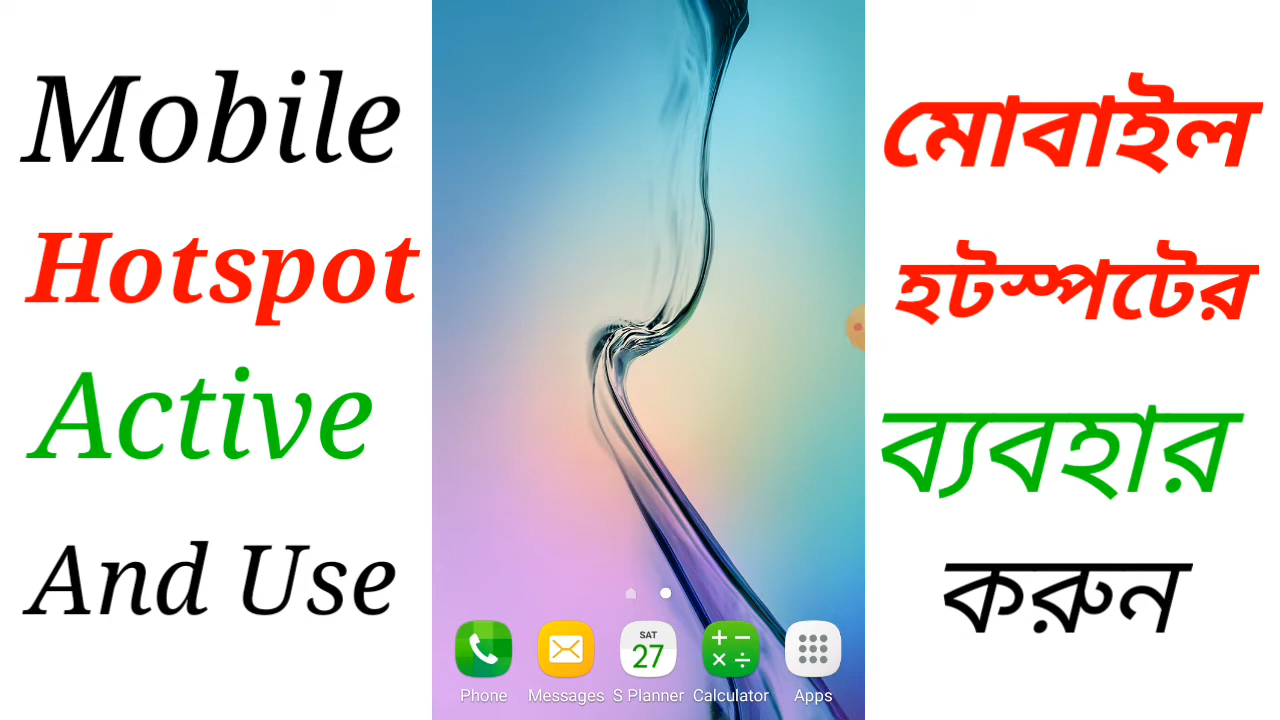 Mobile
Hotspot
Active
And Use
SAT
27
Phone
Messages
S Planner
Calculator
Apps
মোবাইল
হটস্পটের
ব্যবহার
করুন